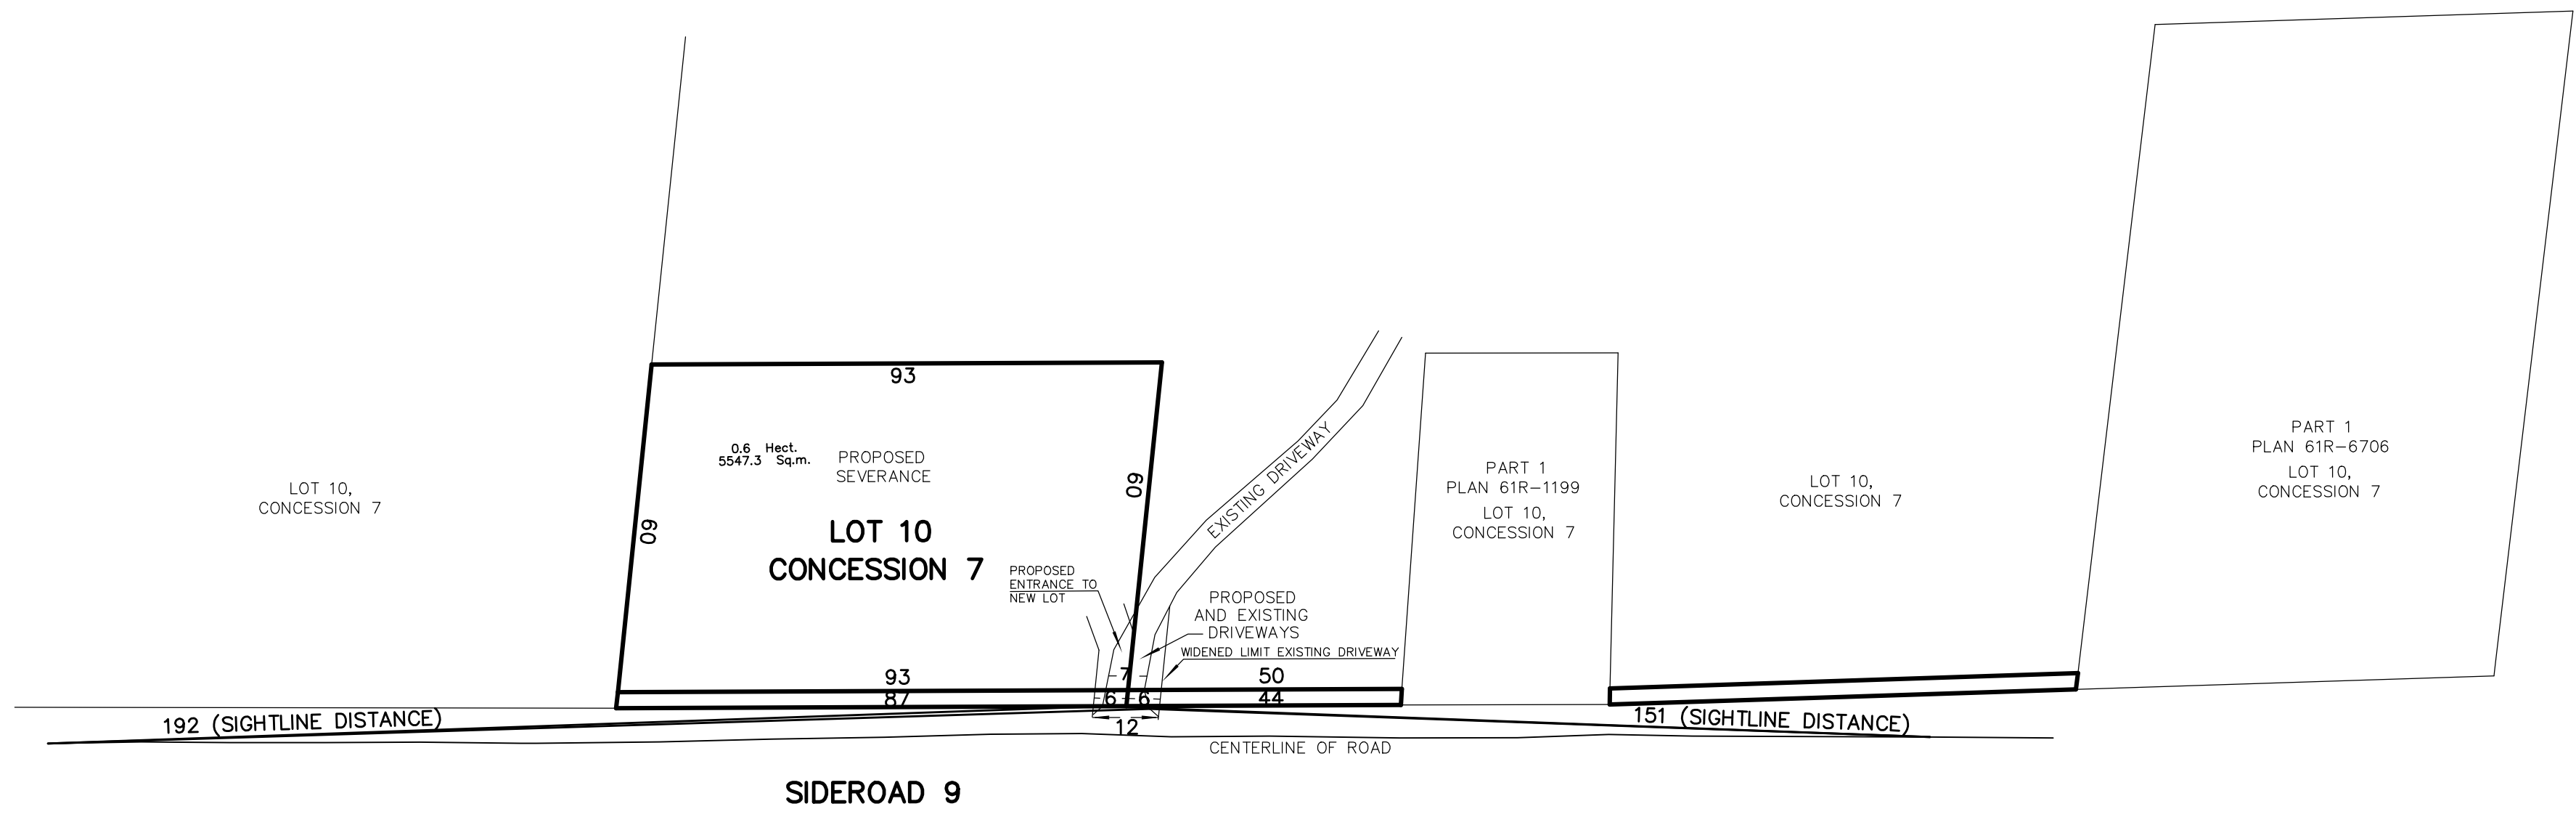 93
0.6 Hect.
5547.3 Sq.m.
PROPOSED
SEVERANCE
60
60
LOT 10
CONCESSION 7
LOT 10,
CONCESSION 7
EXISTING DRIVEWAY
PART 1
PLAN 61R-1199
LOT 10,
CONCESSION 7
LOT 10,
CONCESSION 7
PART 1
PLAN 61R-6706
LOT 10,
CONCESSION 7
PROPOSED
ENTRANCE TO
NEW LOT
PROPOSED
AND EXISTING
DRIVEWAYS
WIDENED LIMIT EXISTING DRIVEWAY
93
7
50
87
6
6
44
12
192 (SIGHTLINE DISTANCE)
151 (SIGHTLINE DISTANCE)
CENTERLINE OF ROAD
SIDEROAD 9